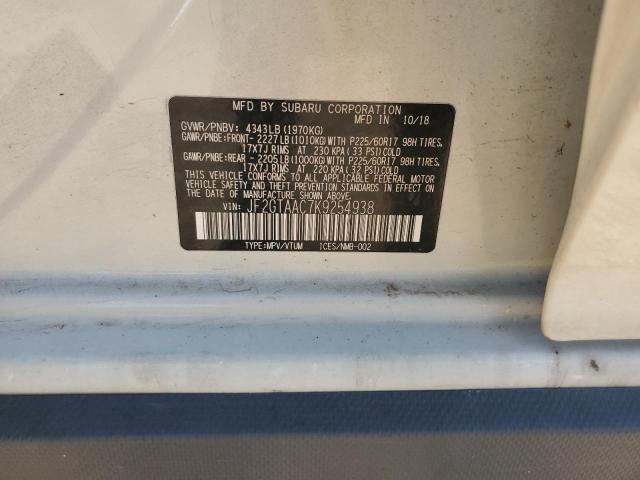 MFD BY SUBARU CORPORATION
MFD IN 10/18
GVWR/PNBV: 4343LB(1970KG)
GAWR/PNBE:FRONT- 2227LB(1010KG)WITH P225/60R17 98H TIRES,
17X7J RIMS AT 230 KPA(33 PSI)COLD
GAWR/PNBE:REAR - 2205LB(1000KG)WITH P225/60R17 98H TIRES,
17X7J RIMS AT 220 KPA(32 PSI)COLD
THIS VEHICLE CONFORMS TO ALL APPLICABLE FEDERAL MOTOR
VEHICLE SAFETY AND THEFT PREVENTION STANDARDS IN EFFECT ON
THE DATE OF MANUFACTURE SHOWN ABOVE.
VIN: JF2GTAAC7K9254938
TYPE:MPV/VTUM ICES/NMB-002